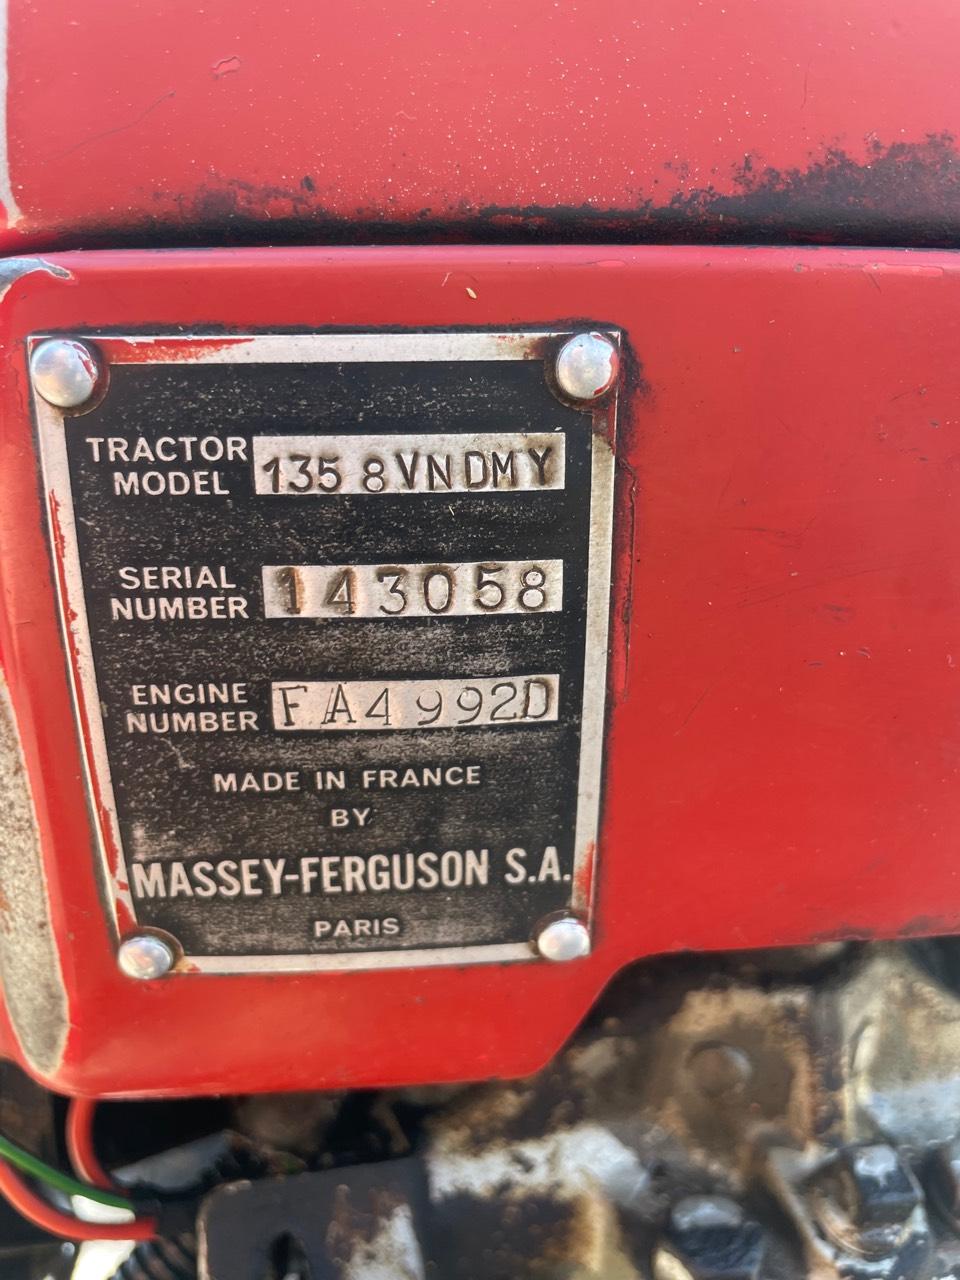 TRACTOR
MODEL 135 8VNDMY
SERIAL
NUMBER 143058
ENGINE
NUMBER FA4992D
MADE IN FRANCE
BY
MASSEY-FERGUSON S.A.
PARIS